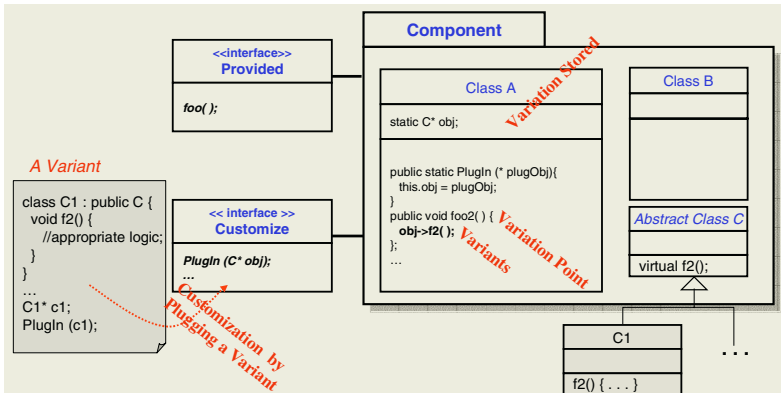 Component
<<interface>>
Provided
foo( );
Class A
static C* obj;
public static PlugIn (* plugObj){
this.obj = plugObj;
}
public void foo2( ) {
obj->f2( );
};
...
Variation Stored
Variants
Variation Point
Class B
Abstract Class C
virtual f2();
A Variant
class C1 : public C {
void f2() {
//appropriate logic;
}
}
...
C1* c1;
PlugIn (c1);
<< interface >>
Customize
PlugIn (C* obj);
...
Customization by
Plugging a Variant
C1
f2() { . . . }
. . .